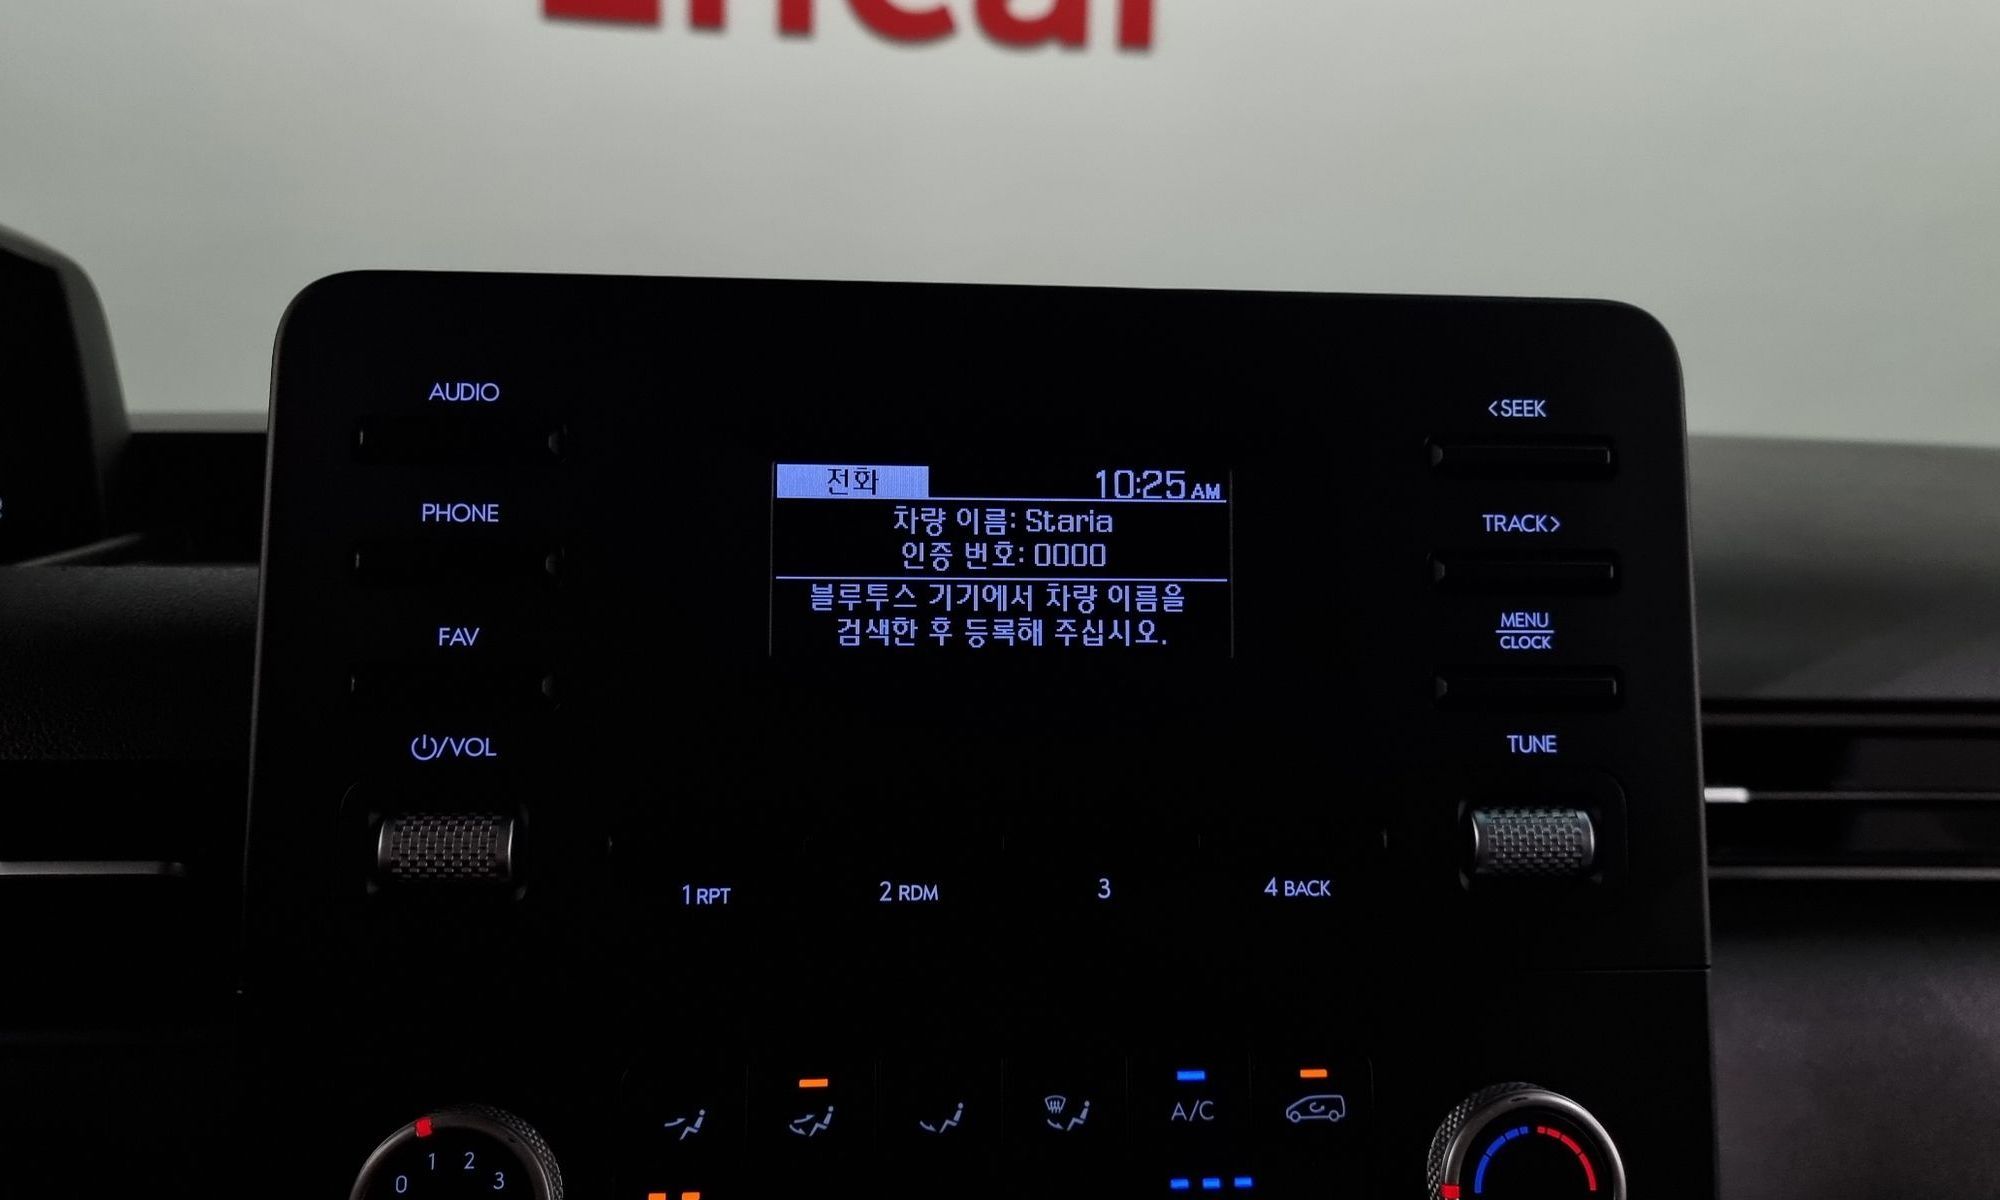 Encar
AUDIO
PHONE
FAV
/VOL
전화 10:25 AM
차량 이름: Staria
인증 번호: 0000
블루투스 기기에서 차량 이름을
검색한 후 등록해 주십시오.
<SEEK
TRACK>
MENU
CLOCK
TUNE
1 RPT
2 RDM
3
4 BACK
A/C
0 1 2 3